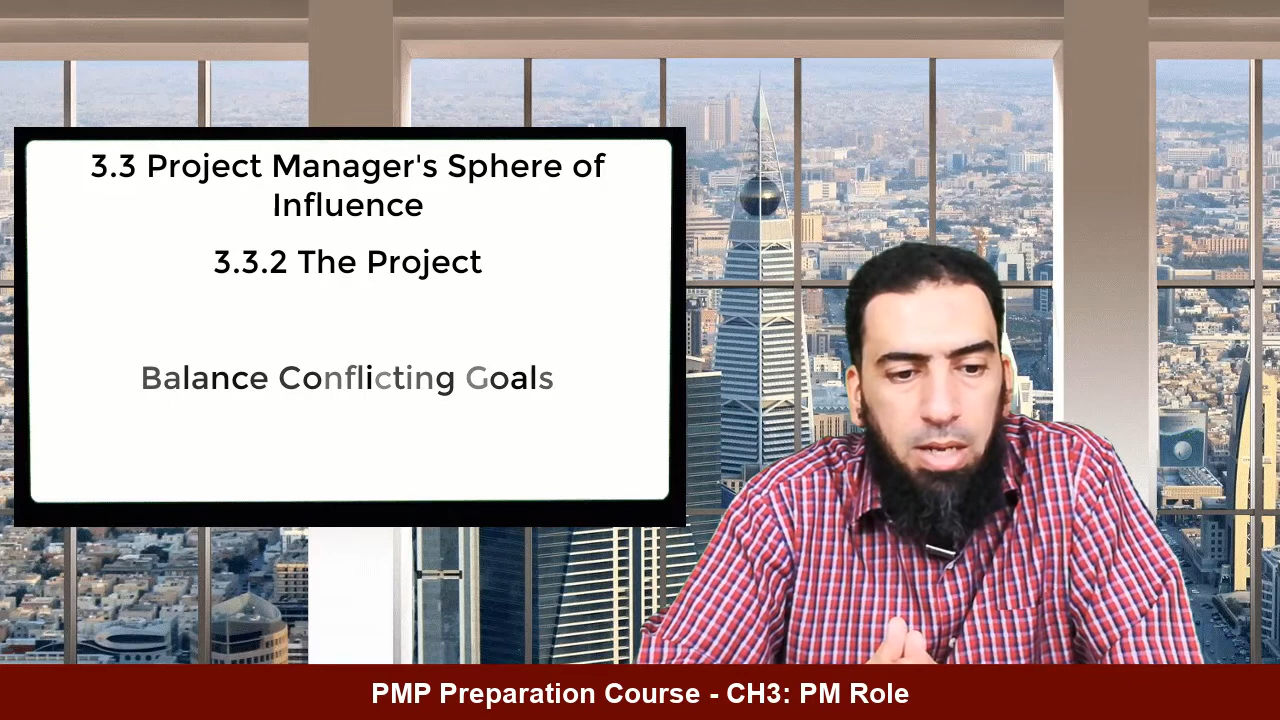 3.3 Project Manager's Sphere of
Influence
3.3.2 The Project
Balance Conflicting Goals
PMP Preparation Course - CH3: PM Role